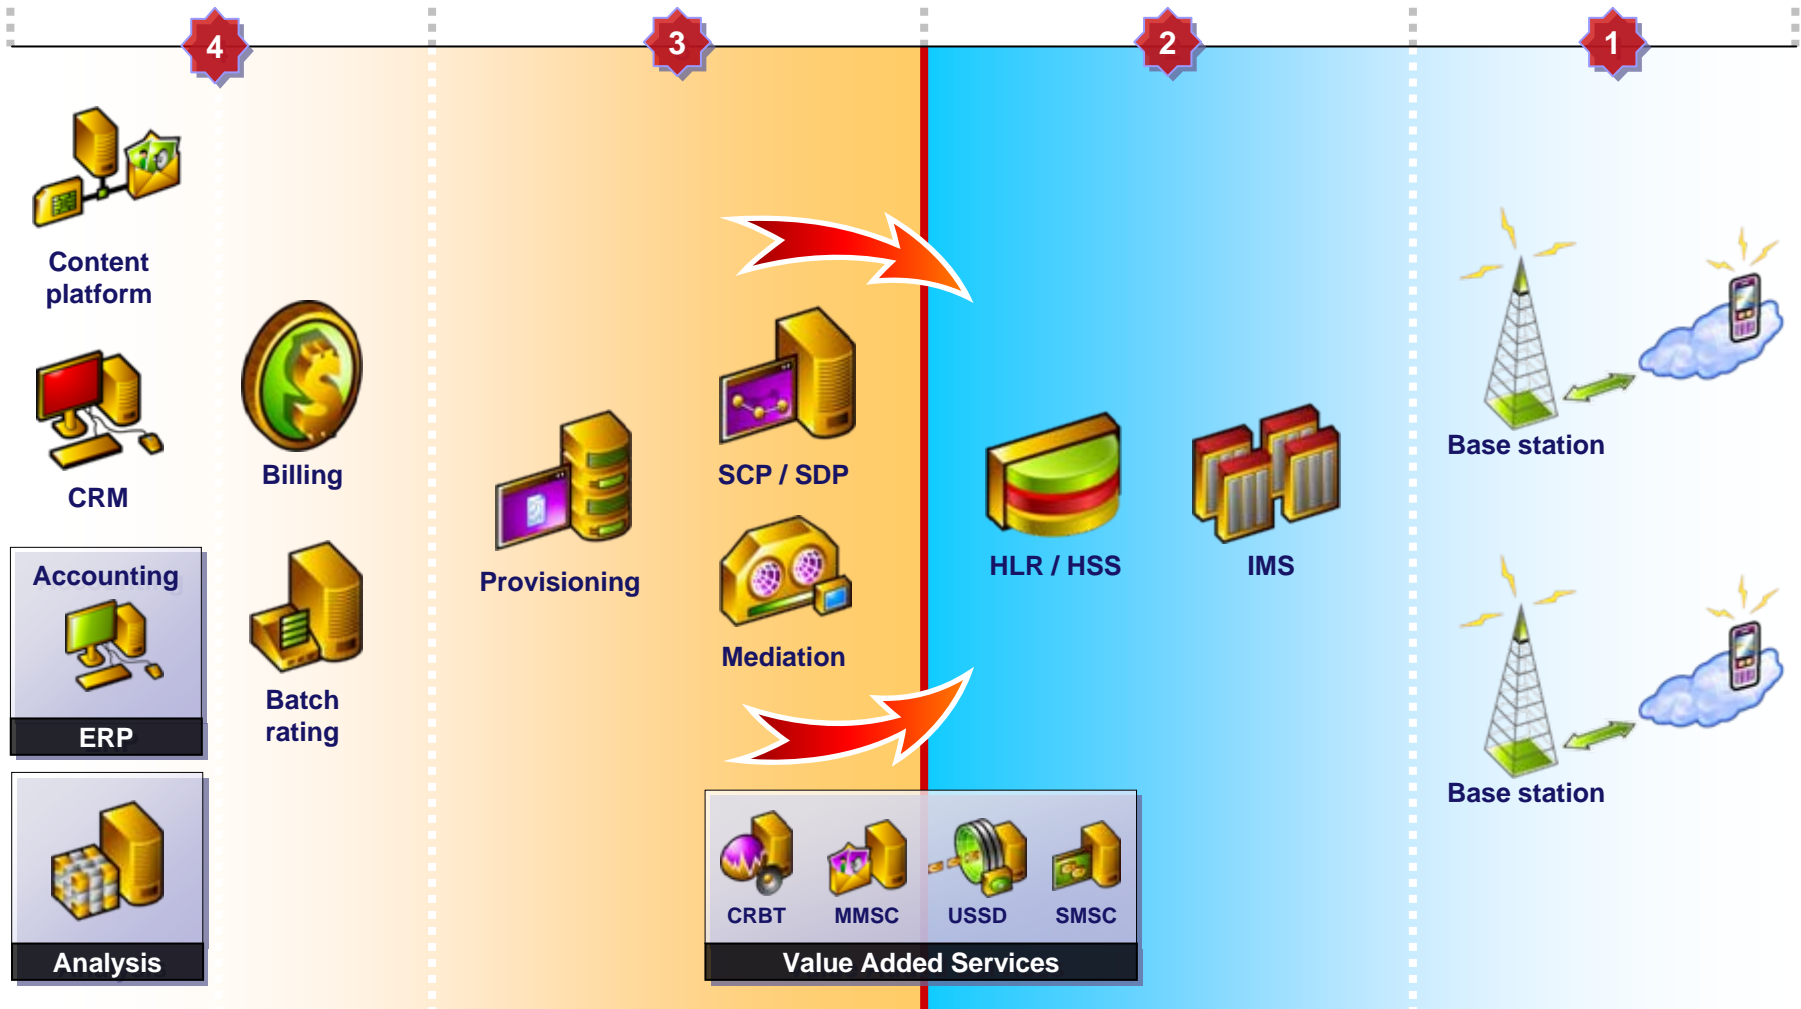 4
3
2
1
Content
platform
CRM
Accounting
ERP
Analysis
Billing
Batch
rating
Provisioning
SCP / SDP
Mediation
HLR / HSS
IMS
Base station
Base station
CRBT
MMSC
USSD
SMSC
Value Added Services